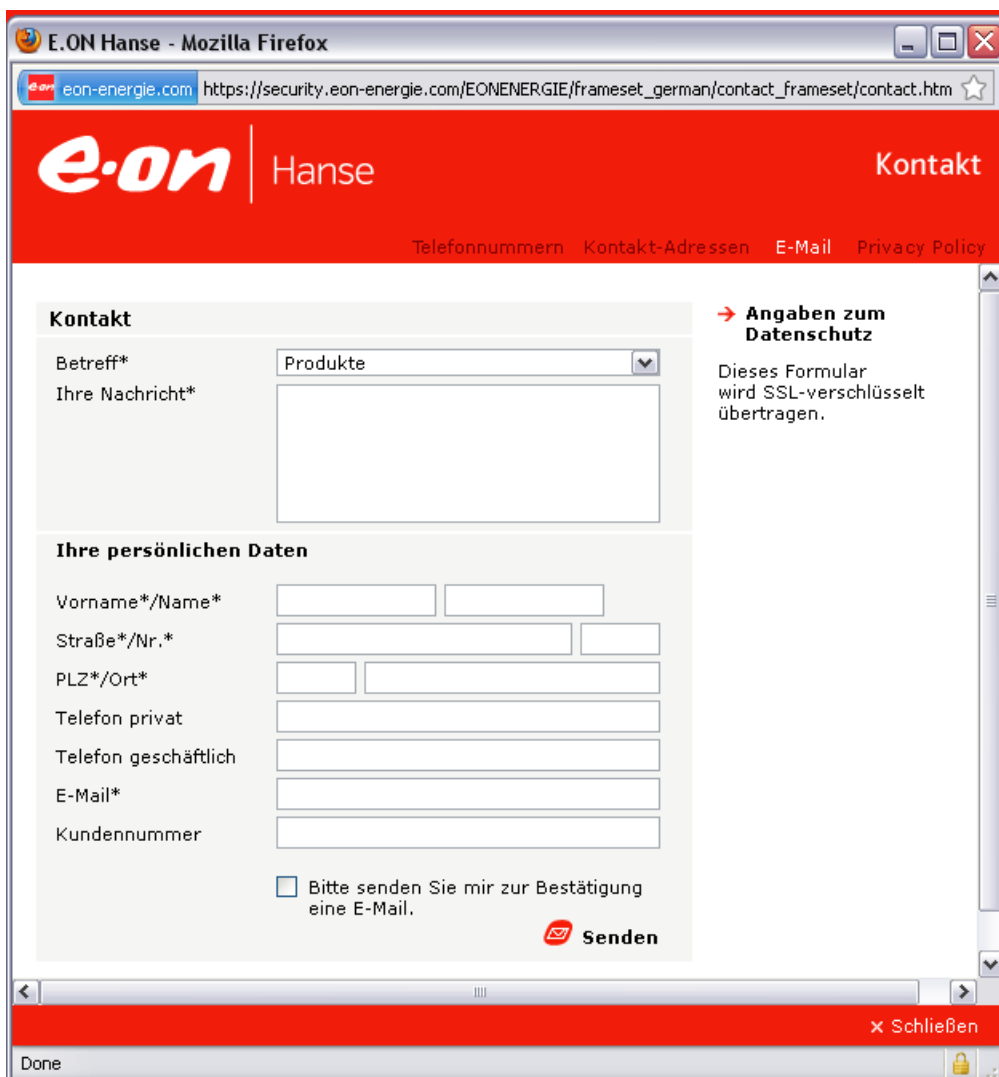 E.ON Hanse - Mozilla Firefox
e·on eon-energie.com https://security.eon-energie.com/EONENERGIE/frameset_german/contact_frameset/contact.htm
e·on Hanse
Kontakt
Telefonnummern Kontakt-Adressen E-Mail Privacy Policy
Kontakt
Betreff* Produkte
Ihre Nachricht*
Ihre persönlichen Daten
Vorname*/Name*
Straße*/Nr.*
PLZ*/Ort*
Telefon privat
Telefon geschäftlich
E-Mail*
Kundennummer
Bitte senden Sie mir zur Bestätigung
eine E-Mail.
Senden
Angaben zum
Datenschutz
Dieses Formular
wird SSL-verschlüsselt
übertragen.
Schließen
Done